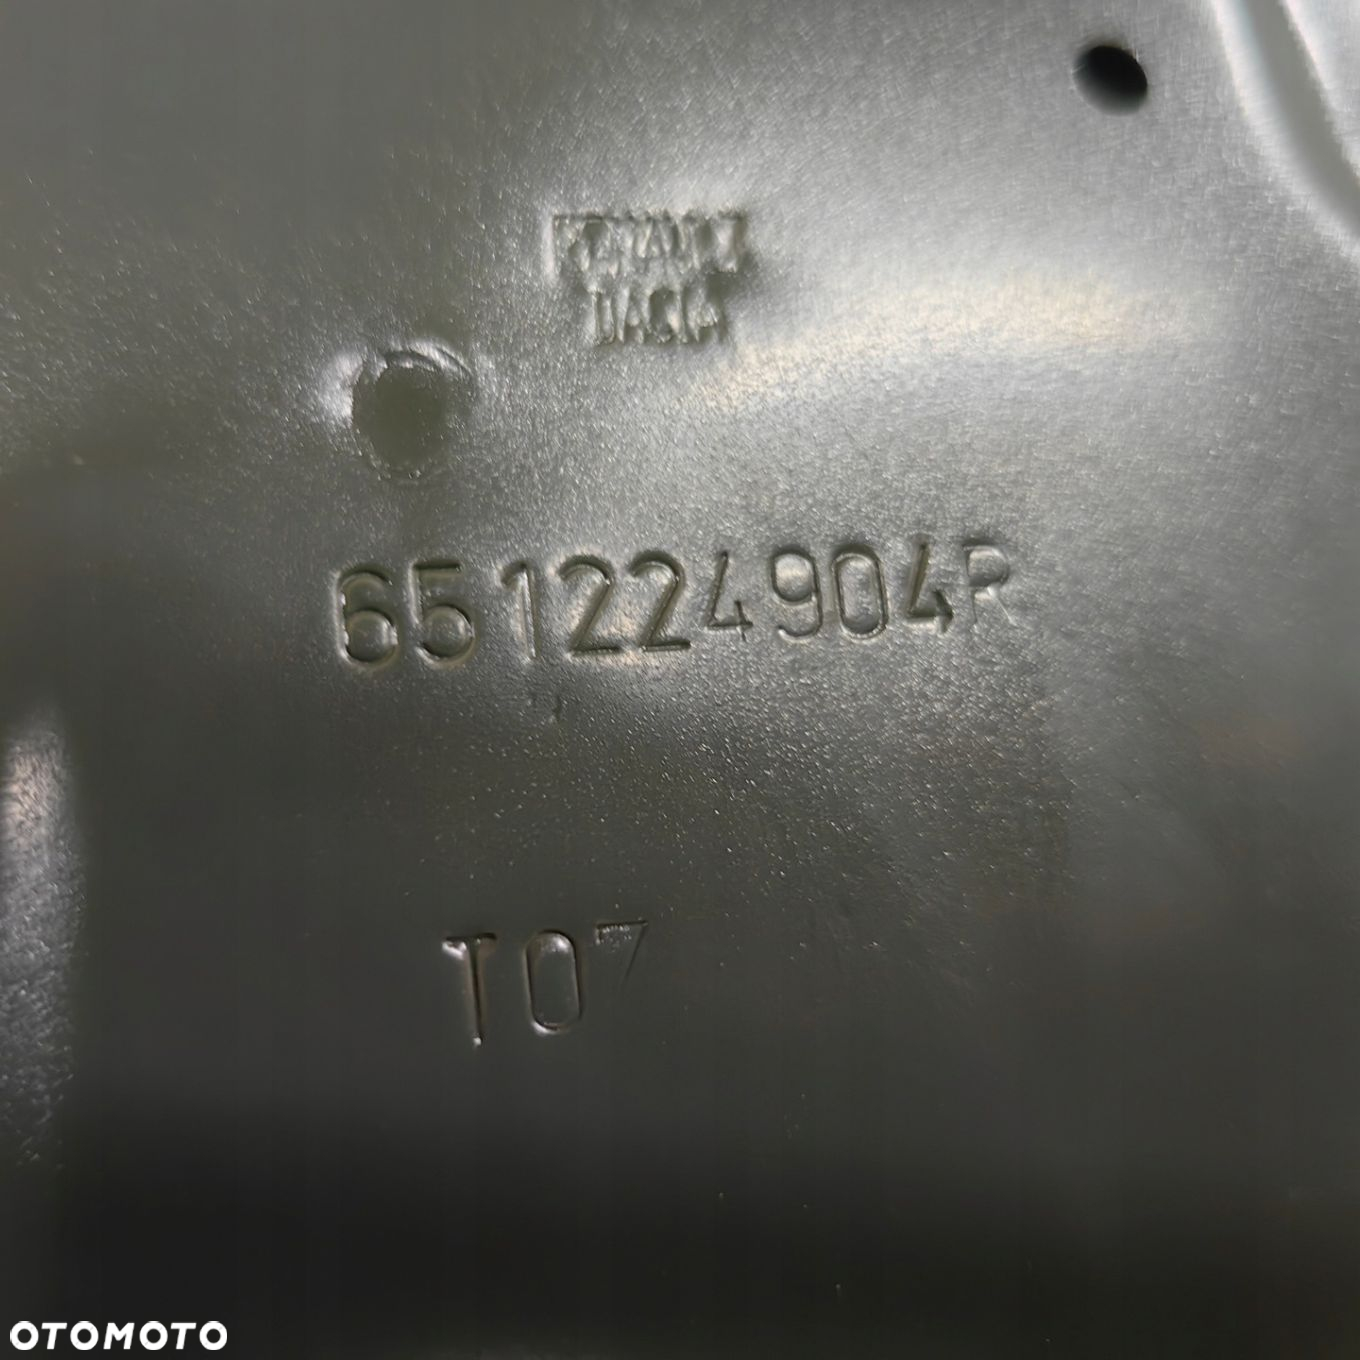 RENAULT
DACIA
651224904R
T07
OTOMOTO